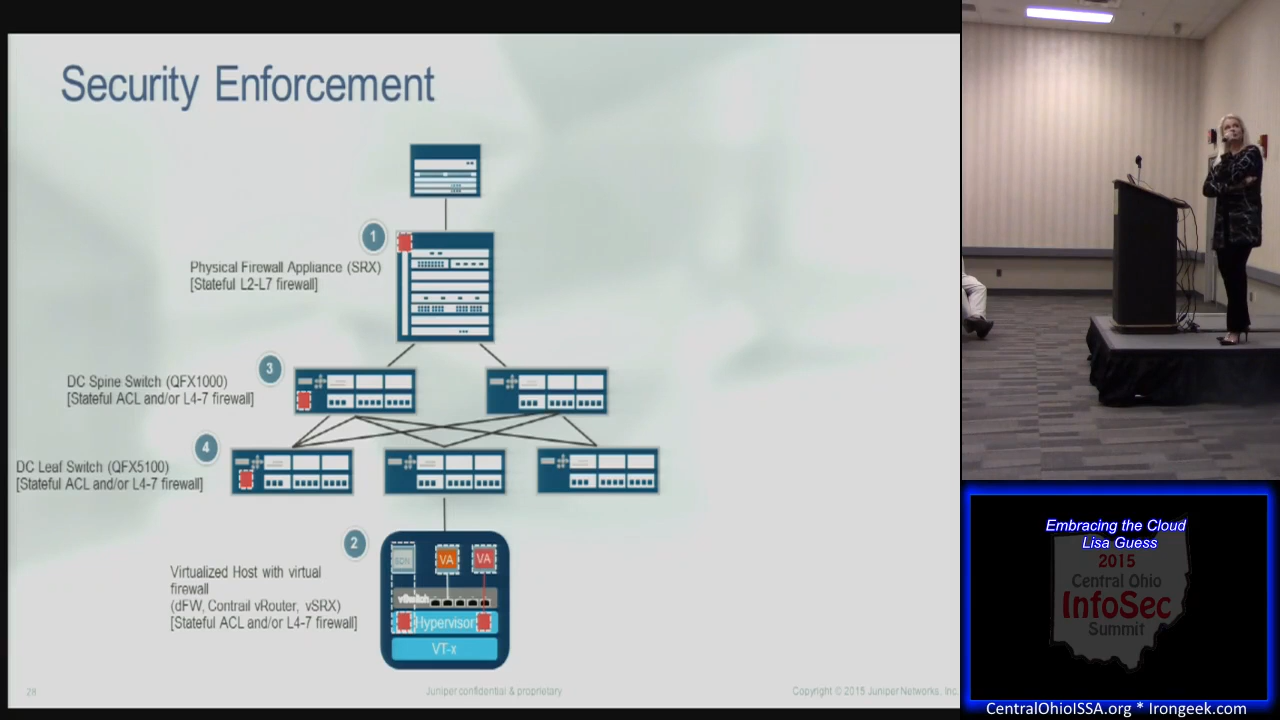 Security Enforcement
1
Physical Firewall Appliance (SRX)
[Stateful L2-L7 firewall]
3
DC Spine Switch (QFX1000)
[Stateful ACL and/or L4-7 firewall]
4
DC Leaf Switch (QFX5100)
[Stateful ACL and/or L4-7 firewall]
2
SDN
VA
VA
Virtualized Host with virtual
firewall
(dFW, Contrail vRouter, vSRX)
[Stateful ACL and/or L4-7 firewall]
vSwitch
Hypervisor
VT-x
28
Juniper confidential & proprietary
Copyright © 2015 Juniper Networks, Inc.
Embracing the Cloud
Lisa Guess
2015
Central Ohio
InfoSec
Summit
CentralOhioISSA.org * Irongeek.com